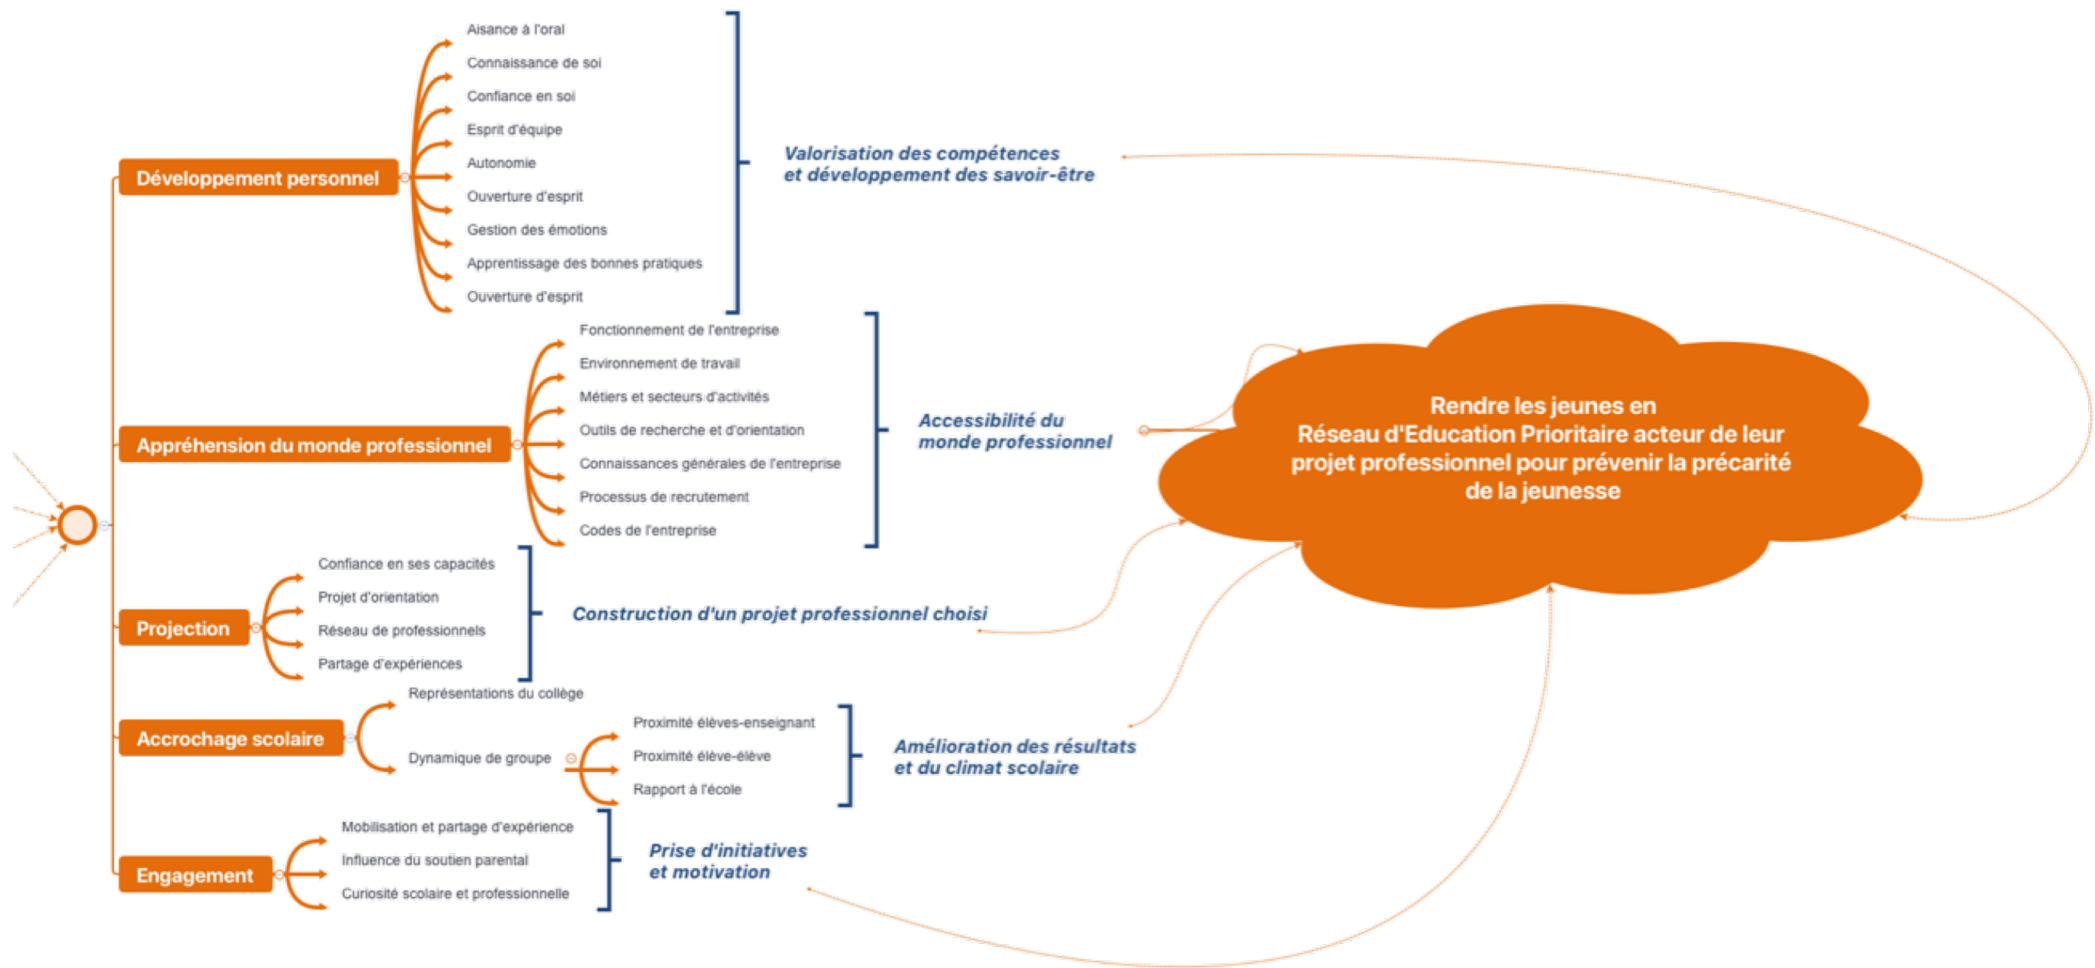 Développement personnel
Aisance à l'oral
Connaissance de soi
Confiance en soi
Esprit d'équipe
Autonomie
Ouverture d'esprit
Gestion des émotions
Apprentissage des bonnes pratiques
Ouverture d'esprit
Valorisation des compétences
et développement des savoir-être
Appréhension du monde professionnel
Fonctionnement de l'entreprise
Environnement de travail
Métiers et secteurs d'activités
Outils de recherche et d'orientation
Connaissances générales de l'entreprise
Processus de recrutement
Codes de l'entreprise
Accessibilité du
monde professionnel
Projection
Confiance en ses capacités
Projet d'orientation
Réseau de professionnels
Partage d'expériences
Construction d'un projet professionnel choisi
Accrochage scolaire
Représentations du collège
Dynamique de groupe
Proximité élèves-enseignant
Proximité élève-élève
Rapport à l'école
Amélioration des résultats
et du climat scolaire
Engagement
Mobilisation et partage d'expérience
Influence du soutien parental
Curiosité scolaire et professionnelle
Prise d'initiatives
et motivation
Rendre les jeunes en
Réseau d'Education Prioritaire acteur de leur
projet professionnel pour prévenir la précarité
de la jeunesse